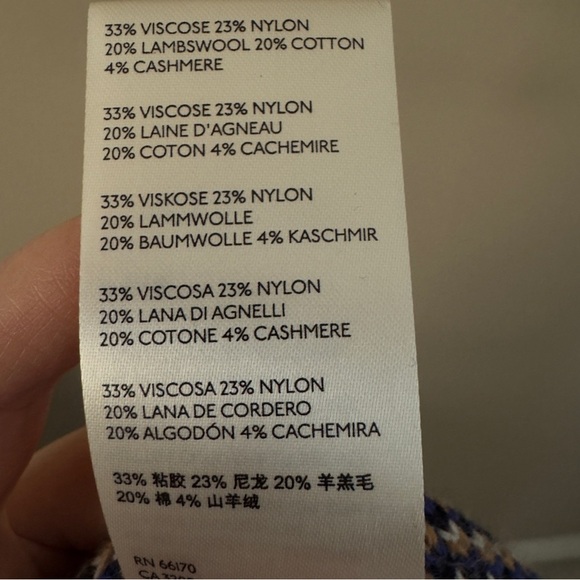 33% VISCOSE 23% NYLON
20% LAMBSWOOL 20% COTTON
4% CASHMERE
33% VISCOSE 23% NYLON
20% LAINE D'AGNEAU
20% COTON 4% CACHEMIRE
33% VISKOSE 23% NYLON
20% LAMMWOLLE
20% BAUMWOLLE 4% KASCHMIR
33% VISCOSA 23% NYLON
20% LANA DI AGNELLI
20% COTONE 4% CASHMERE
33% VISCOSA 23% NYLON
20% LANA DE CORDERO
20% ALGODÓN 4% CACHEMIRA
33% 粘胶 23% 尼龙 20% 羊羔毛
20% 棉 4% 山羊绒
RN 66170
CA